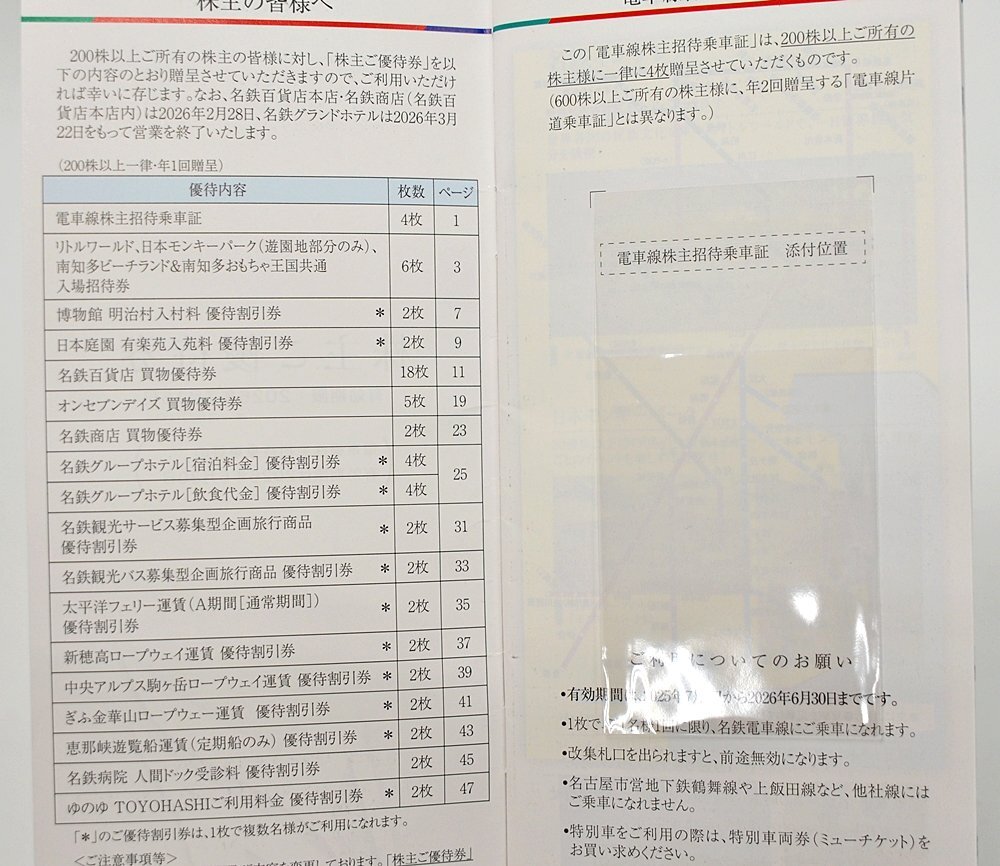 株主の皆様へ
200株以上ご所有の株主の皆様に対し、「株主ご優待券」を以
下の内容のとおり贈呈させていただきますので、ご利用いただけ
れば幸いに存じます。なお、名鉄百貨店本店・名鉄商店（名鉄百
貨店本店内）は2026年2月28日、名鉄グランドホテルは2026年3月
22日をもって営業を終了いたします。
（200株以上一律・年1回贈呈）
優待内容 枚数 ページ
電車線株主招待乗車証 4枚 1
リトルワールド、日本モンキーパーク（遊園地部分のみ）、
南知多ビーチランド&南知多おもちゃ王国共通 6枚 3
入場招待券
博物館 明治村入村料 優待割引券 * 2枚 7
日本庭園 有楽苑入苑料 優待割引券 * 2枚 9
名鉄百貨店 買物優待券 18枚 11
オンセブンデイズ 買物優待券 5枚 19
名鉄商店 買物優待券 2枚 23
名鉄グループホテル［宿泊料金］優待割引券 * 4枚 25
名鉄グループホテル［飲食代金］優待割引券 * 4枚
名鉄観光サービス募集型企画旅行商品
優待割引券 * 2枚 31
名鉄観光バス募集型企画旅行商品 優待割引券 * 2枚 33
太平洋フェリー運賃（A期間［通常期間］）
優待割引券 * 2枚 35
新穂高ロープウェイ運賃 優待割引券 * 2枚 37
中央アルプス駒ヶ岳ロープウェイ運賃 優待割引券 * 2枚 39
ぎふ金華山ロープウェー運賃 優待割引券 * 2枚 41
恵那峡遊覧船運賃（定期船のみ）優待割引券 * 2枚 43
名鉄病院 人間ドック受診料 優待割引券 2枚 45
ゆのゆ TOYOHASHIご利用料金 優待割引券 * 2枚 47
「*」のご優待割引券は、1枚で複数名様がご利用になれます。
＜ご注意事項等＞
を変更しております。「株主ご優待券」
この「電車線株主招待乗車証」は、200株以上ご所有の
株主様に一律に4枚贈呈させていただくものです。
（600株以上ご所有の株主様に、年2回贈呈する「電車線片
道乗車証」とは異なります。）
電車線株主招待乗車証 添付位置
ご利用についてのお願い
•有効期間は2025年7月 日から2026年6月30日までです。
•1枚で 名様1回に限り、名鉄電車線にご乗車になれます。
•改集札口を出られますと、前途無効になります。
•名古屋市営地下鉄鶴舞線や上飯田線など、他社線には
ご乗車になれません。
•特別車をご利用の際は、特別車両券（ミューチケット）を
お買い求めください。